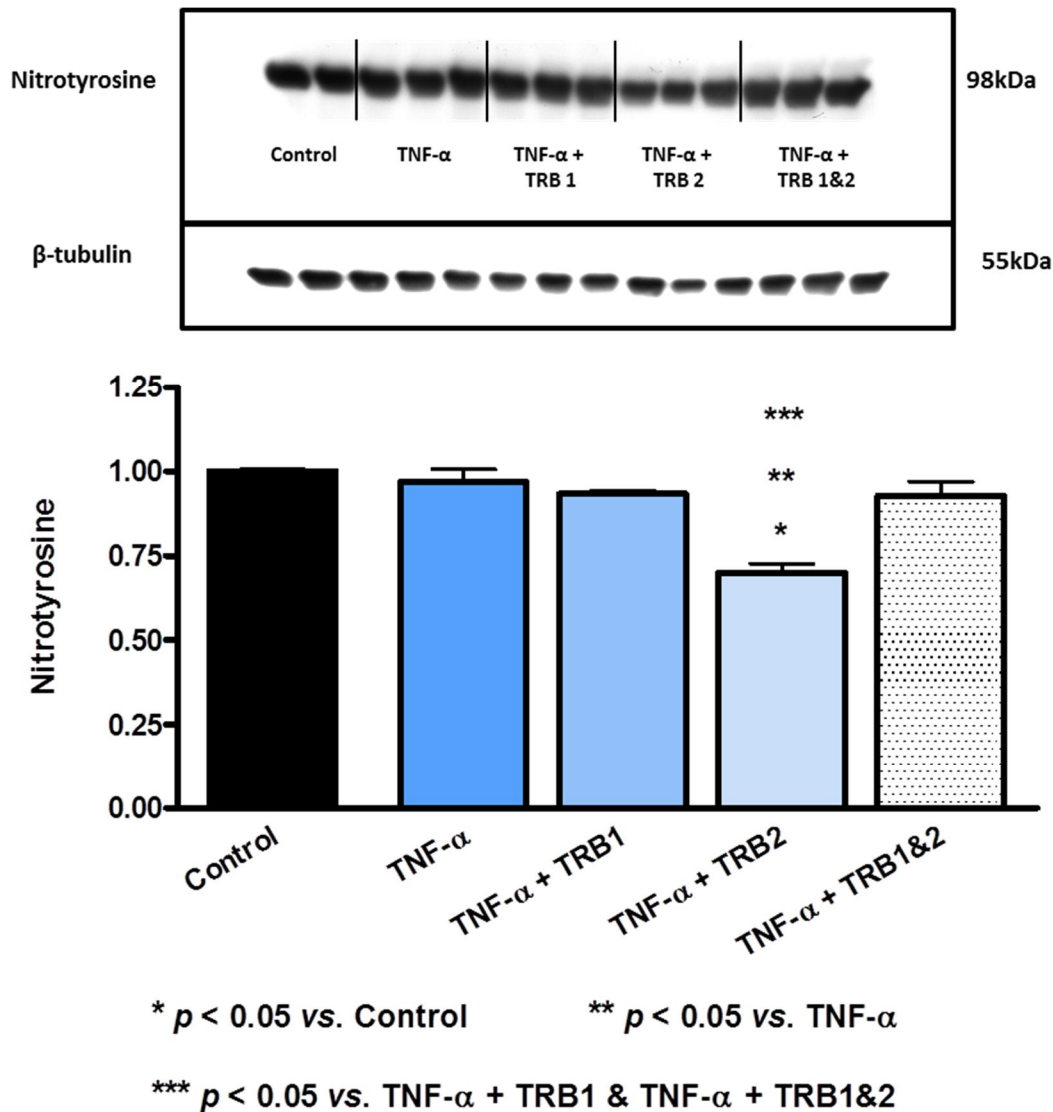 Nitrotyrosine
98kDa
Control
TNF-α
TNF-α +
TRB 1
TNF-α +
TRB 2
TNF-α +
TRB 1&2
β-tubulin
55kDa
1.25
***
1.00
**
*
0.75
0.50
0.25
0.00
Nitrotyrosine
Control
TNF-α
TNF-α + TRB1
TNF-α + TRB2
TNF-α + TRB1&2
* p < 0.05 vs. Control
** p < 0.05 vs. TNF-α
*** p < 0.05 vs. TNF-α + TRB1 & TNF-α + TRB1&2